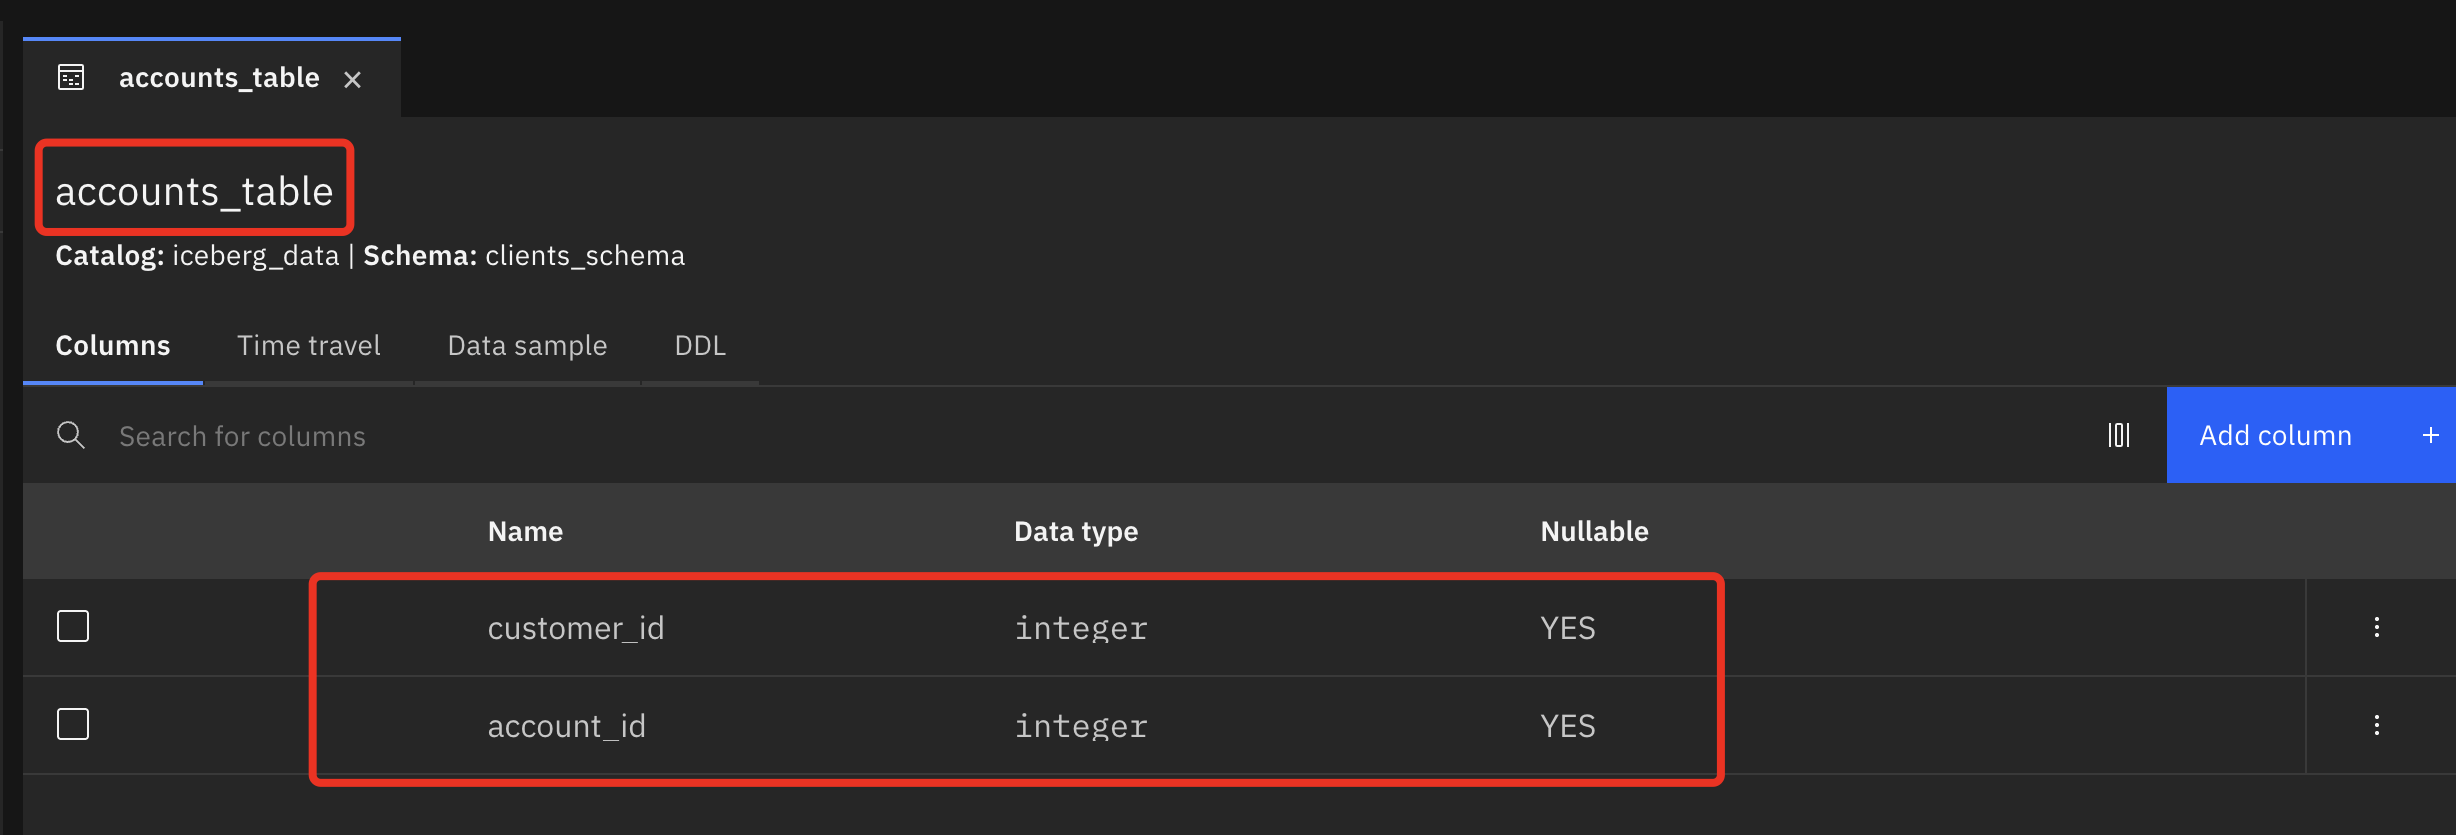 accounts_table
accounts_table
Catalog: iceberg_data | Schema: clients_schema
Columns Time travel Data sample DDL
Search for columns Add column +
Name Data type Nullable
customer_id integer YES
account_id integer YES